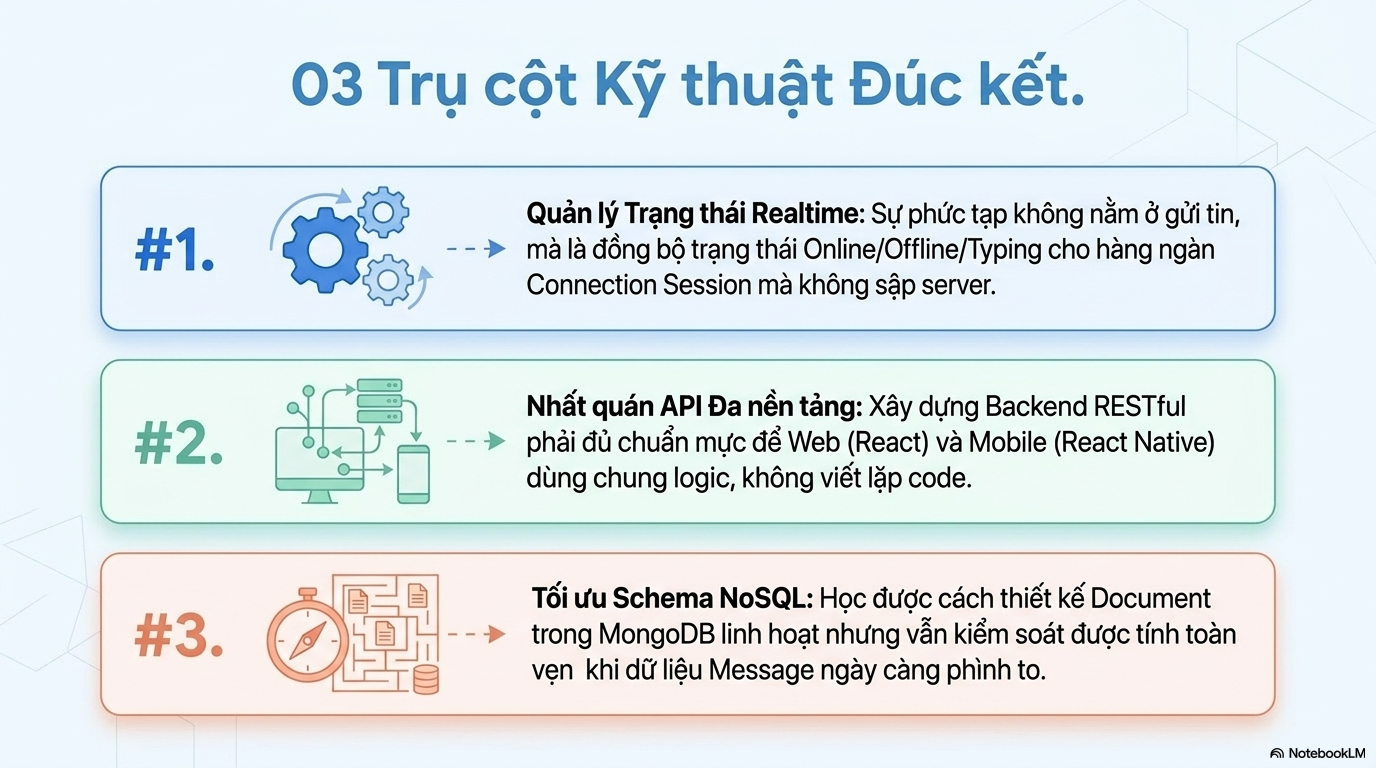 03 Trụ cột Kỹ thuật Đúc kết.
#1.
Quản lý Trạng thái Realtime: Sự phức tạp không nằm ở gửi tin,
mà là đồng bộ trạng thái Online/Offline/Typing cho hàng ngàn
Connection Session mà không sập server.
#2.
Nhất quán API Đa nền tảng: Xây dựng Backend RESTful
phải đủ chuẩn mực để Web (React) và Mobile (React Native)
dùng chung logic, không viết lặp code.
#3.
Tối ưu Schema NoSQL: Học được cách thiết kế Document
trong MongoDB linh hoạt nhưng vẫn kiểm soát được tính toàn
vẹn khi dữ liệu Message ngày càng phình to.
NotebookLM